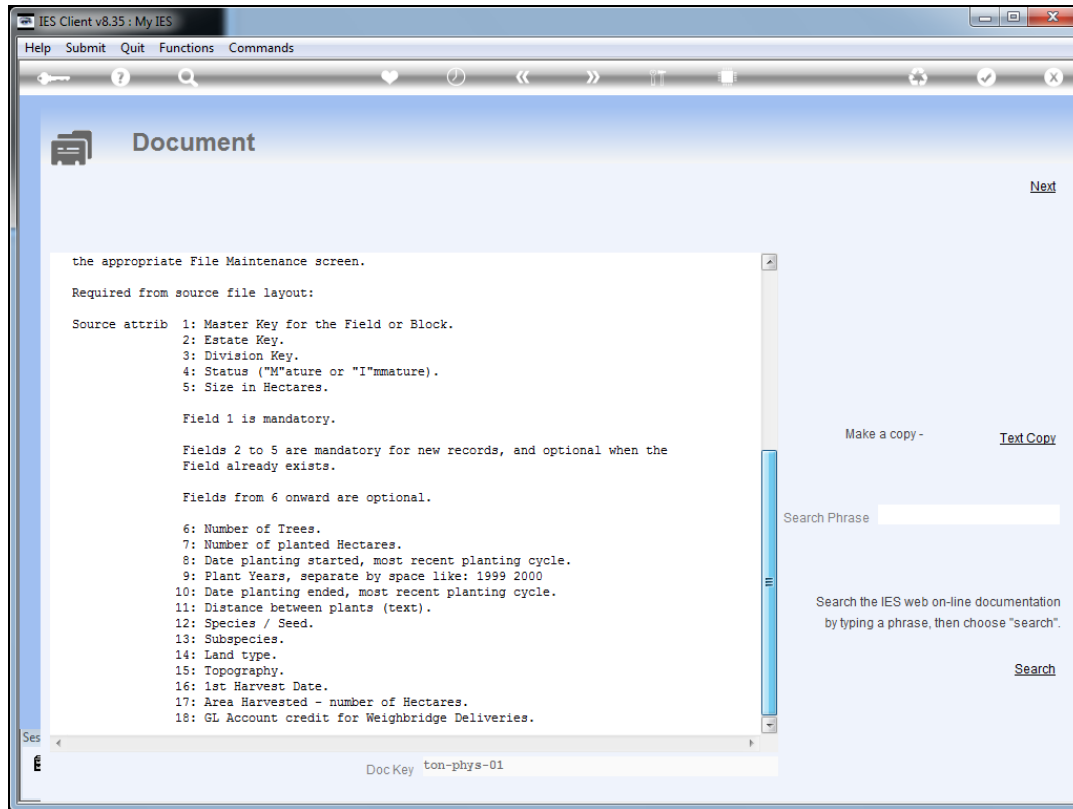 IES Client v8.35 : My IES
Help Submit Quit Functions Commands
Document
Next
the appropriate File Maintenance screen.
Required from source file layout:
Source attrib 1: Master Key for the Field or Block.
2: Estate Key.
3: Division Key.
4: Status ("M"ature or "I"mmature).
5: Size in Hectares.
Field 1 is mandatory.
Fields 2 to 5 are mandatory for new records, and optional when the
Field already exists.
Fields from 6 onward are optional.
6: Number of Trees.
7: Number of planted Hectares.
8: Date planting started, most recent planting cycle.
9: Plant Years, separate by space like: 1999 2000
10: Date planting ended, most recent planting cycle.
11: Distance between plants (text).
12: Species / Seed.
13: Subspecies.
14: Land type.
15: Topography.
16: 1st Harvest Date.
17: Area Harvested - number of Hectares.
18: GL Account credit for Weighbridge Deliveries.
Make a copy - Text Copy
Search Phrase
Search the IES web on-line documentation
by typing a phrase, then choose "search".
Search
Ses
Doc Key ton-phys-01